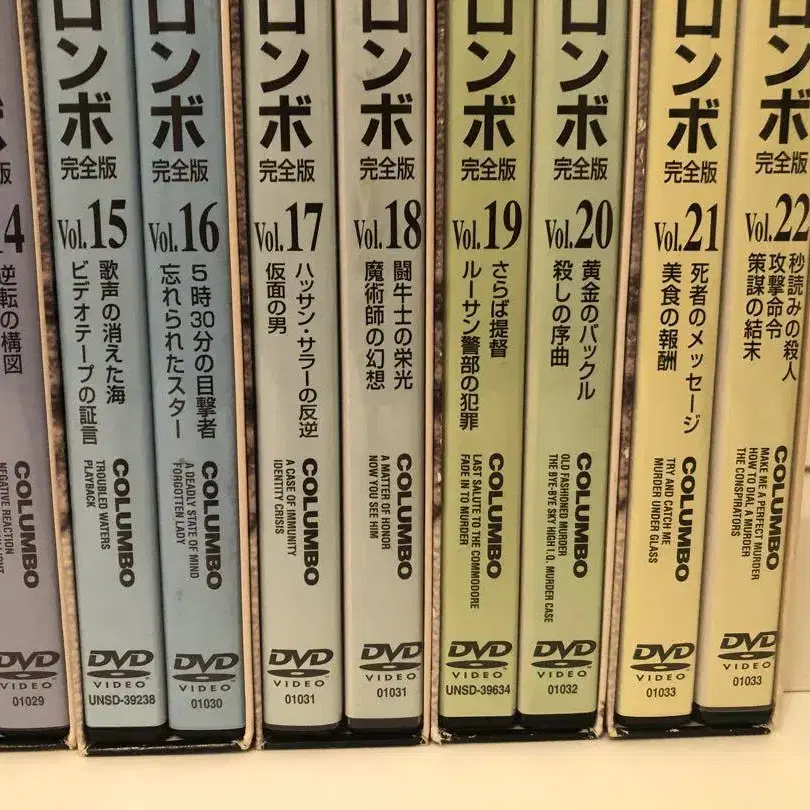 ボ
版
4
逆転の構図
NEGATIVE REACTION
01029
ロンボ
完全版
Vol.15
歌声の消えた海
ビデオテープの証言
COLUMBO
TROUBLED WATERS
PLAYBACK
DVD
VIDEO
UNSD-39238
ロンボ
完全版
Vol.16
5時30分の目撃者
忘れられたスター
COLUMBO
A DEADLY STATE OF MIND
FORGOTTEN LADY
DVD
VIDEO
01030
ロンボ
完全版
Vol.17
ハッサン・サラーの反逆
仮面の男
COLUMBO
A CASE OF IMMUNITY
IDENTITY CRISIS
DVD
VIDEO
01031
ロンボ
完全版
Vol.18
闘牛士の栄光
魔術師の幻想
COLUMBO
A MATTER OF HONOR
NOW YOU SEE HIM
DVD
VIDEO
01031
ロンボ
完全版
Vol.19
さらば提督
ルーサン警部の犯罪
COLUMBO
LAST SALUTE TO THE COMMODORE
FADE IN TO MURDER
DVD
VIDEO
UNSD-39634
ロンボ
完全版
Vol.20
黄金のバックル
殺しの序曲
COLUMBO
OLD FASHIONED MURDER
THE BYE-BYE SKY HIGH I.Q. MURDER CASE
DVD
VIDEO
01032
ロンボ
完全版
Vol.21
死者のメッセージ
美食の報酬
COLUMBO
TRY AND CATCH ME
MURDER UNDER GLASS
DVD
VIDEO
01033
ロンボ
完全版
Vol.22
秒読みの殺人
攻撃命令
策謀の結末
COLUMBO
MAKE ME A PERFECT MURDER
HOW TO DIAL A MURDER
THE CONSPIRATORS
DVD
VIDEO
01033